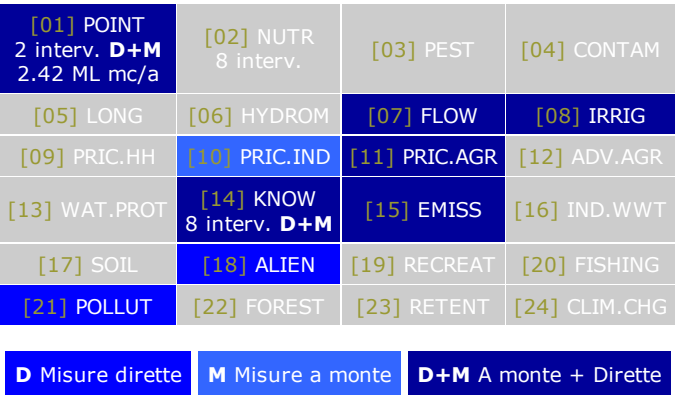 [01] POINT
2 interv. D+M
2.42 ML mc/a
[02] NUTR
8 interv.
[03] PEST
[04] CONTAM
[05] LONG
[06] HYDROM
[07] FLOW
[08] IRRIG
[09] PRIC.HH
[10] PRIC.IND
[11] PRIC.AGR
[12] ADV.AGR
[13] WAT.PROT
[14] KNOW
8 interv. D+M
[15] EMISS
[16] IND.WWT
[17] SOIL
[18] ALIEN
[19] RECREAT
[20] FISHING
[21] POLLUT
[22] FOREST
[23] RETENT
[24] CLIM.CHG
D Misure dirette
M Misure a monte
D+M A monte + Dirette